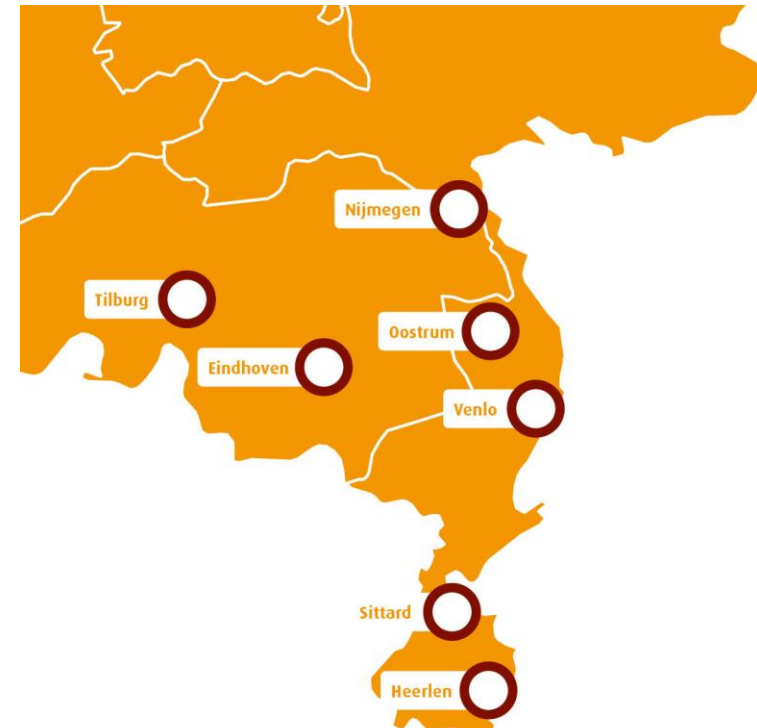 Nijmegen
Tilburg
Oostrum
Eindhoven
Venlo
Sittard
Heerlen